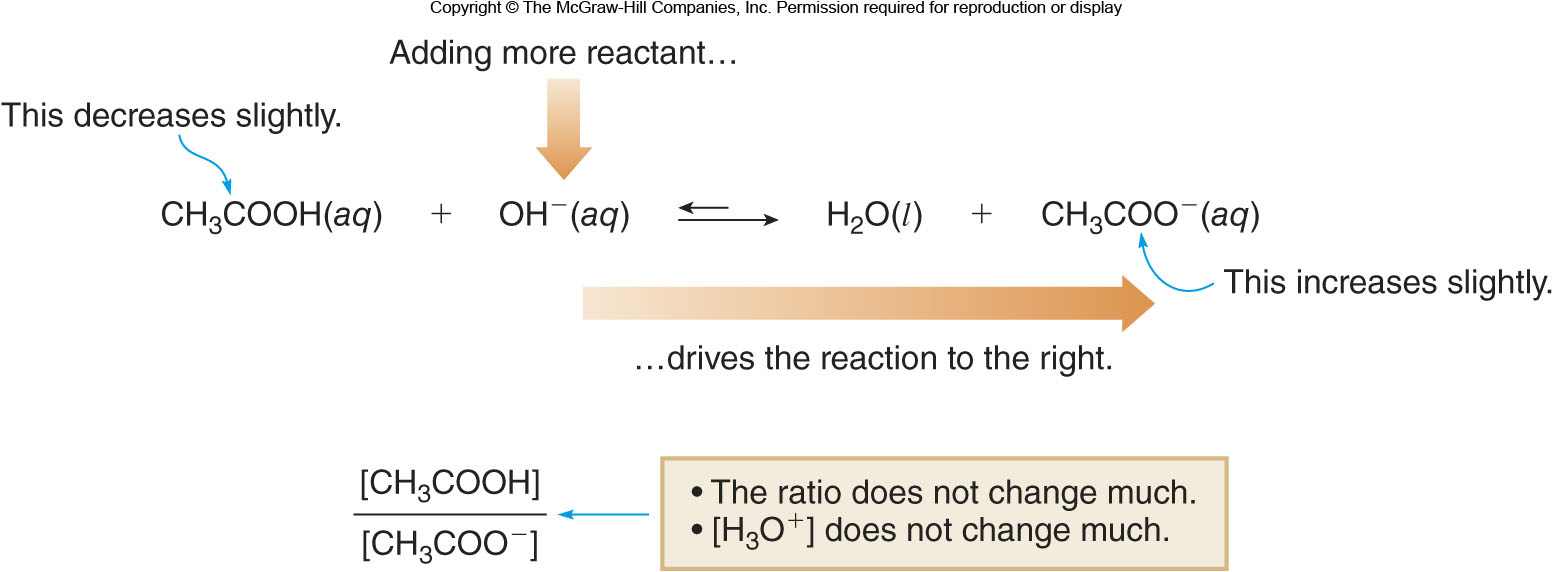 Copyright © The McGraw-Hill Companies, Inc. Permission required for reproduction or display
Adding more reactant…
This decreases slightly.
CH₃COOH(aq) + OH⁻(aq) ⇌ H₂O(l) + CH₃COO⁻(aq)
This increases slightly.
…drives the reaction to the right.
[CH₃COOH]
[CH₃COO⁻]
• The ratio does not change much.
• [H₃O⁺] does not change much.